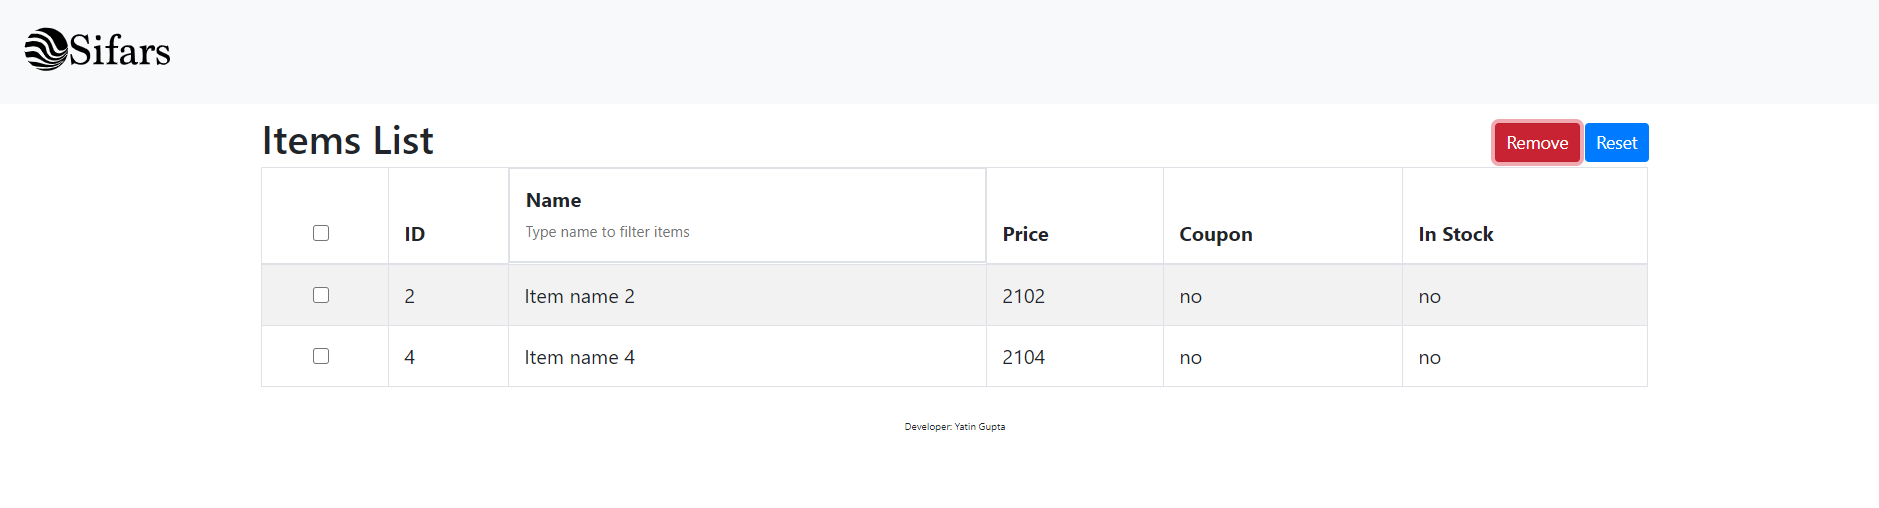 Sifars
Items List
Remove Reset
ID Name Price Coupon In Stock
Type name to filter items
2 Item name 2 2102 no no
4 Item name 4 2104 no no
Developer: Yatin Gupta